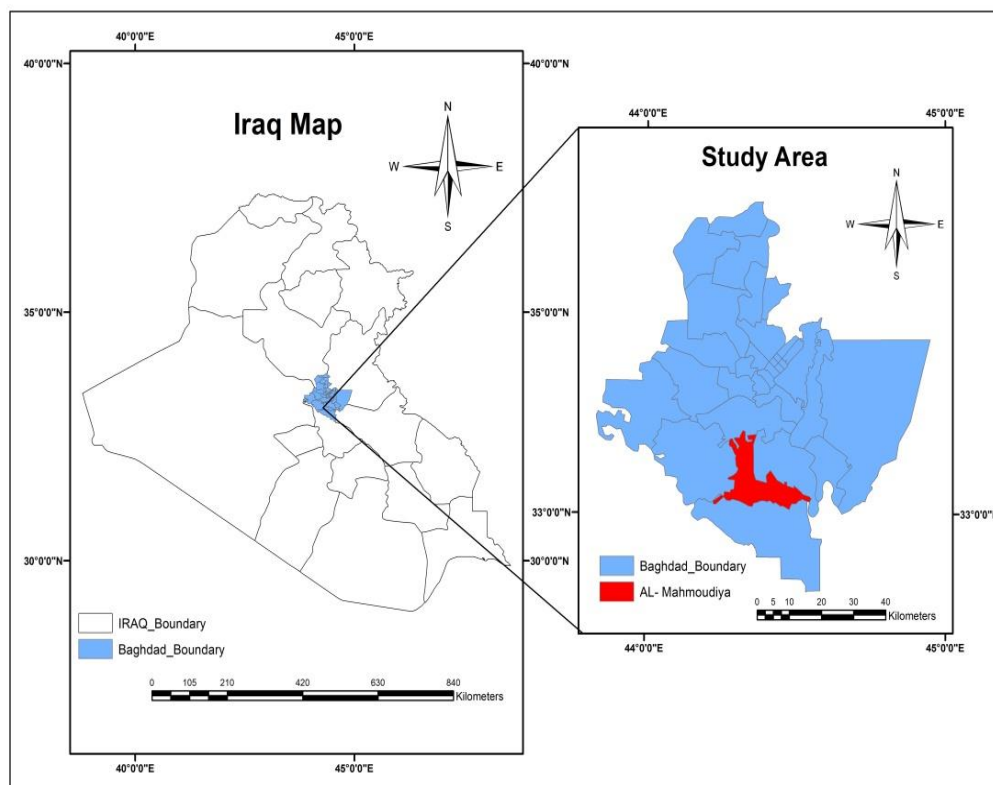 40°0'0"E 45°0'0"E
40°0'0"N 40°0'0"N
Iraq Map
N
W E
S
35°0'0"N 35°0'0"N
30°0'0"N 30°0'0"N
IRAQ_Boundary
Baghdad_Boundary
0 105 210 420 630 840
Kilometers
40°0'0"E 45°0'0"E
44°0'0"E 45°0'0"E
Study Area
N
W E
S
33°0'0"N 33°0'0"N
Baghdad_Boundary
AL- Mahmoudiya
0 5 10 20 30 40
Kilometers
44°0'0"E 45°0'0"E